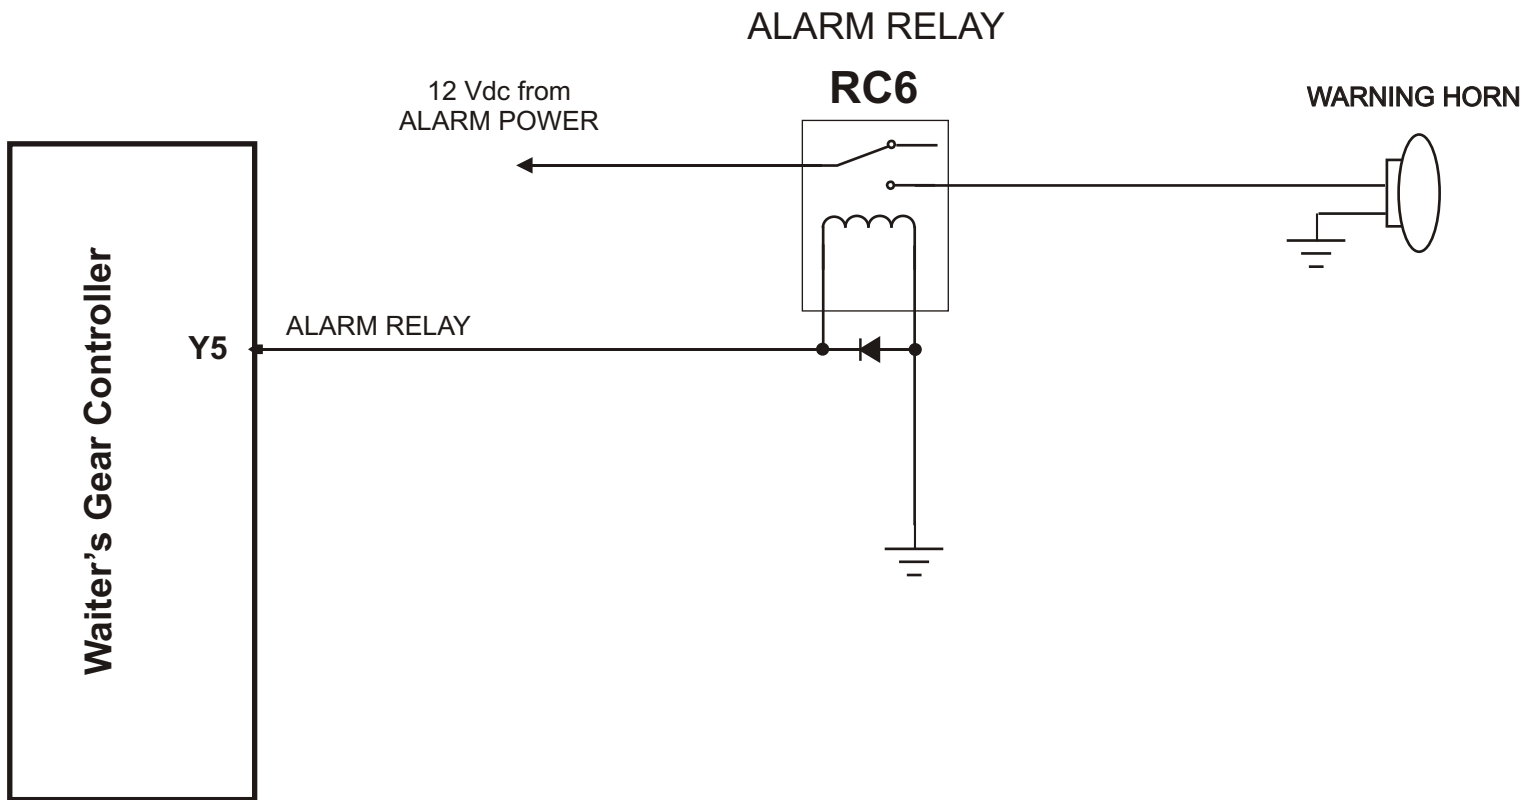 ALARM RELAY
RC6
12 Vdc from
ALARM POWER
WARNING HORN
Waiter’s Gear Controller
Y5
ALARM RELAY